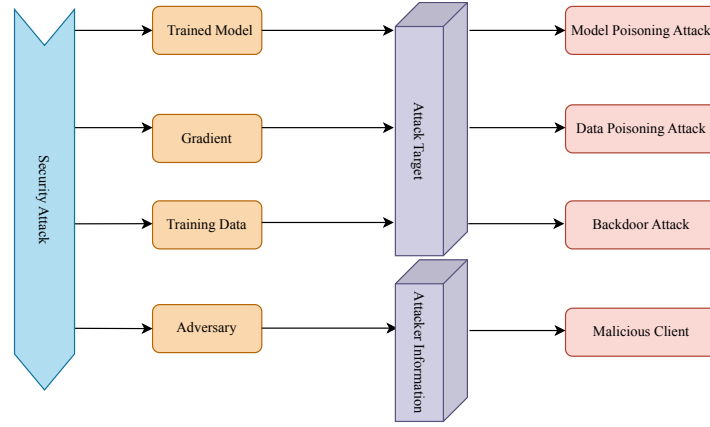 Security Attack
Trained Model
Gradient
Training Data
Adversary
Attack Target
Attacker Information
Model Poisoning Attack
Data Poisoning Attack
Backdoor Attack
Malicious Client